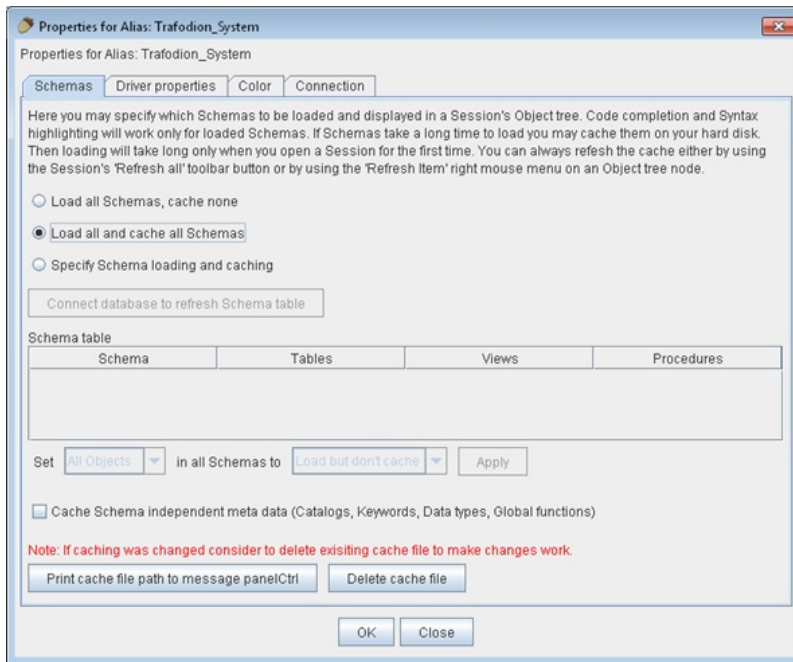 Properties for Alias: Trafodion_System
Properties for Alias: Trafodion_System
Schemas Driver properties Color Connection
Here you may specify which Schemas to be loaded and displayed in a Session's Object tree. Code completion and Syntax
highlighting will work only for loaded Schemas. If Schemas take a long time to load you may cache them on your hard disk.
Then loading will take long only when you open a Session for the first time. You can always refesh the cache either by using
the Session's 'Refresh all' toolbar button or by using the 'Refresh Item' right mouse menu on an Object tree node.
Load all Schemas, cache none
Load all and cache all Schemas
Specify Schema loading and caching
Connect database to refresh Schema table
Schema table
Schema Tables Views Procedures
Set All Objects in all Schemas to Load but don't cache Apply
Cache Schema independent meta data (Catalogs, Keywords, Data types, Global functions)
Note: If caching was changed consider to delete exisiting cache file to make changes work.
Print cache file path to message panelCtrl Delete cache file
OK Close